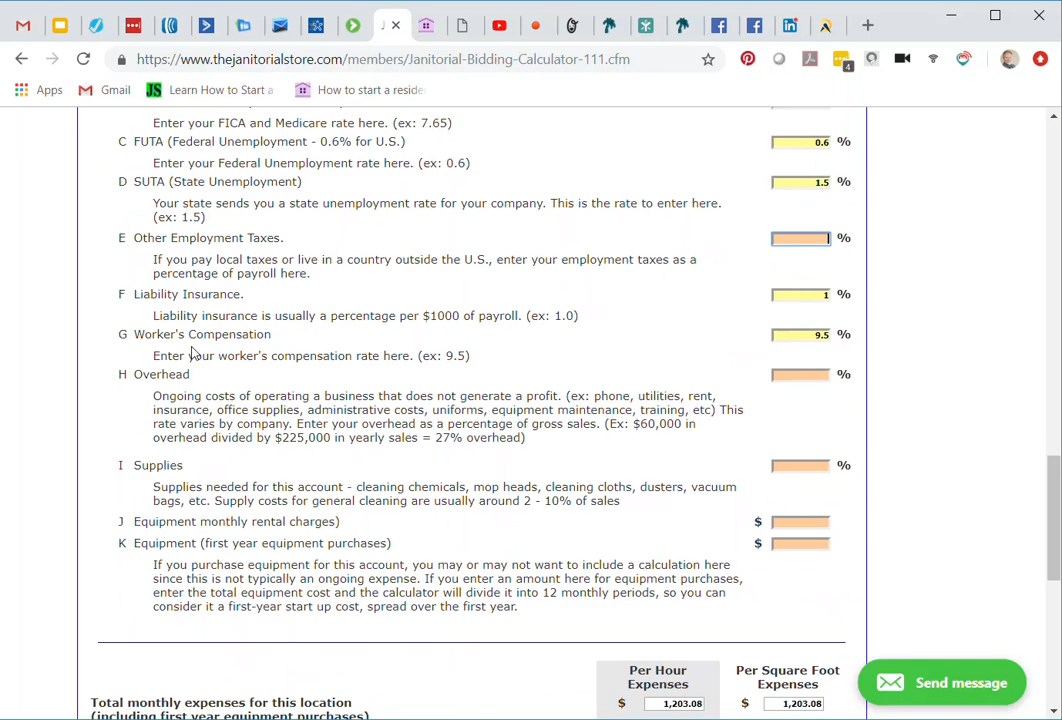 https://www.thejanitorialstore.com/members/Janitorial-Bidding-Calculator-111.cfm
4
Apps Gmail JS Learn How to Start a How to start a reside
Enter your FICA and Medicare rate here. (ex: 7.65)
C FUTA (Federal Unemployment - 0.6% for U.S.) 0.6 %
Enter your Federal Unemployment rate here. (ex: 0.6)
D SUTA (State Unemployment) 1.5 %
Your state sends you a state unemployment rate for your company. This is the rate to enter here.
(ex: 1.5)
E Other Employment Taxes. %
If you pay local taxes or live in a country outside the U.S., enter your employment taxes as a
percentage of payroll here.
F Liability Insurance. 1 %
Liability insurance is usually a percentage per $1000 of payroll. (ex: 1.0)
G Worker's Compensation 9.5 %
Enter your worker's compensation rate here. (ex: 9.5)
H Overhead %
Ongoing costs of operating a business that does not generate a profit. (ex: phone, utilities, rent,
insurance, office supplies, administrative costs, uniforms, equipment maintenance, training, etc) This
rate varies by company. Enter your overhead as a percentage of gross sales. (Ex: $60,000 in
overhead divided by $225,000 in yearly sales = 27% overhead)
I Supplies %
Supplies needed for this account - cleaning chemicals, mop heads, cleaning cloths, dusters, vacuum
bags, etc. Supply costs for general cleaning are usually around 2 - 10% of sales
J Equipment monthly rental charges) $
K Equipment (first year equipment purchases) $
If you purchase equipment for this account, you may or may not want to include a calculation here
since this is not typically an ongoing expense. If you enter an amount here for equipment purchases,
enter the total equipment cost and the calculator will divide it into 12 monthly periods, so you can
consider it a first-year start up cost, spread over the first year.
Per Hour Per Square Foot
Expenses Expenses
Total monthly expenses for this location $ 1,203.08 $ 1,203.08
(including first year equipment purchases)
Send message